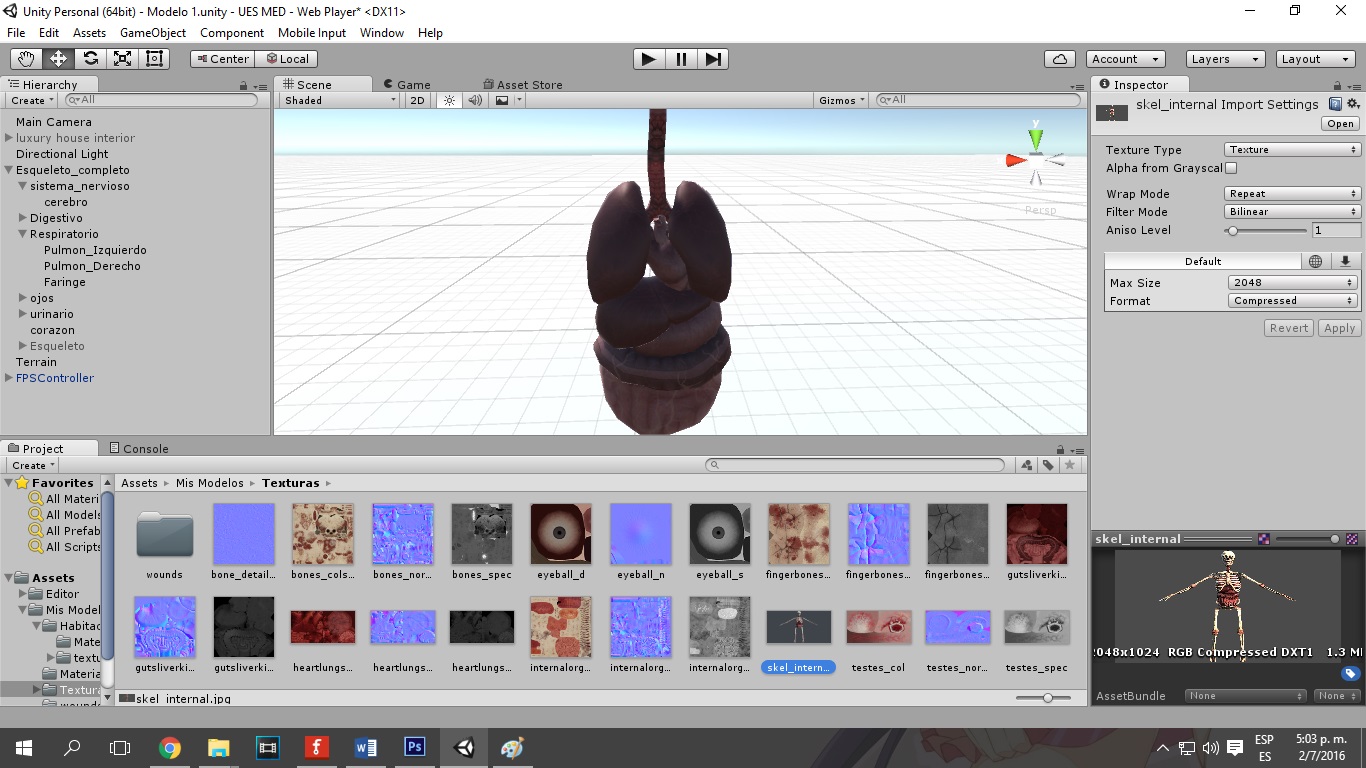 Unity Personal (64bit) - Modelo 1.unity - UES MED - Web Player* <DX11>
File Edit Assets GameObject Component Mobile Input Window Help
Center Local Account Layers Layout
Hierarchy
Create All
Main Camera
luxury house interior
Directional Light
Esqueleto_completo
sistema_nervioso
cerebro
Digestivo
Respiratorio
Pulmon_Izquierdo
Pulmon_Derecho
Faringe
ojos
urinario
corazon
Esqueleto
Terrain
FPSController
Scene Game Asset Store
Shaded 2D Gizmos All
y
Persp
Inspector
skel_internal Import Settings
Open
Texture Type Texture
Alpha from Grayscal
Wrap Mode Repeat
Filter Mode Bilinear
Aniso Level 1
Default
Max Size 2048
Format Compressed
Revert Apply
Project Console
Create
Favorites
All Materi
All Models
All Prefab
All Scripts
Assets
Editor
Mis Model
Habitac
Mate
textu
Materia
Textura
wounds
Assets Mis Modelos Texturas
wounds bone_detail... bones_cols... bones_nor... bones_spec eyeball_d eyeball_n eyeball_s fingerbones... fingerbones... fingerbones... gutsliverki...
gutsliverki... gutsliverki... heartlungs... heartlungs... heartlungs... internalorg... internalorg... internalorg... skel_intern... testes_col testes_nor... testes_spec
skel_internal.jpg
skel_internal
2048x1024 RGB Compressed DXT1 1.3 M
AssetBundle None None
ESP
ES
5:03 p. m.
2/7/2016